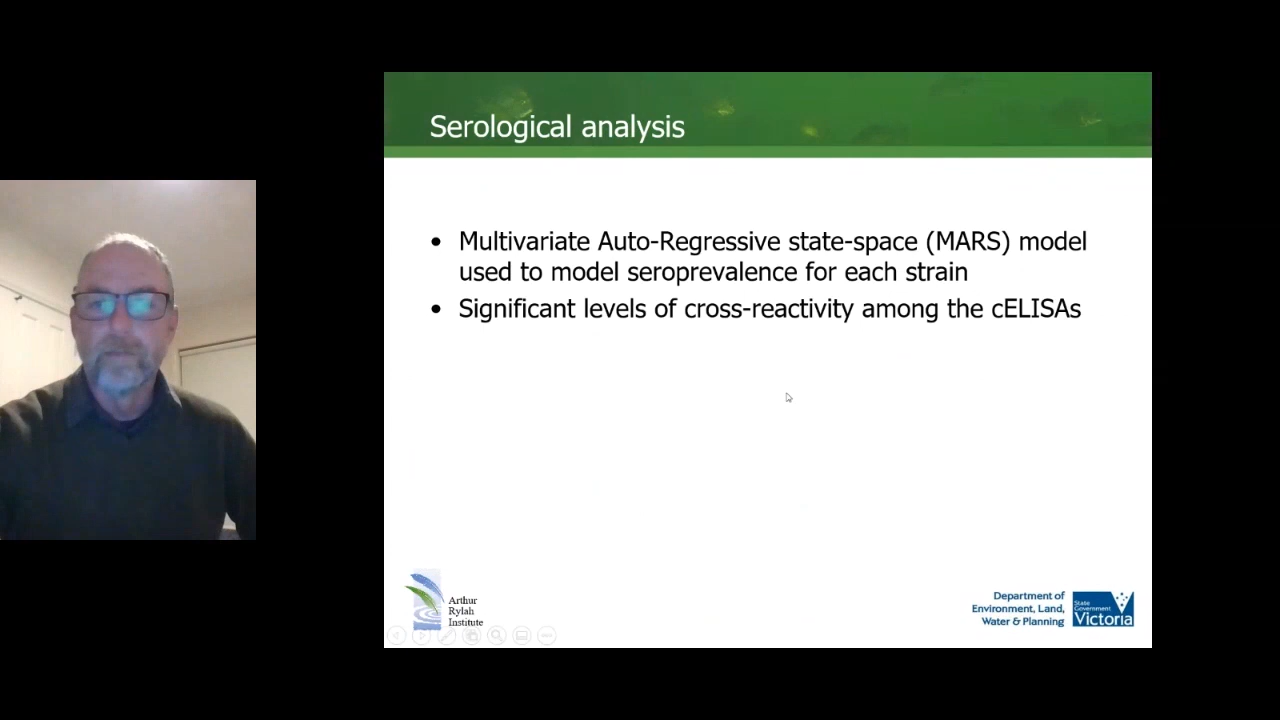 Serological analysis
• Multivariate Auto-Regressive state-space (MARS) model
used to model seroprevalence for each strain
• Significant levels of cross-reactivity among the cELISAs
Arthur
Rylah
Institute
Department of
Environment, Land,
Water & Planning
State
Government
Victoria